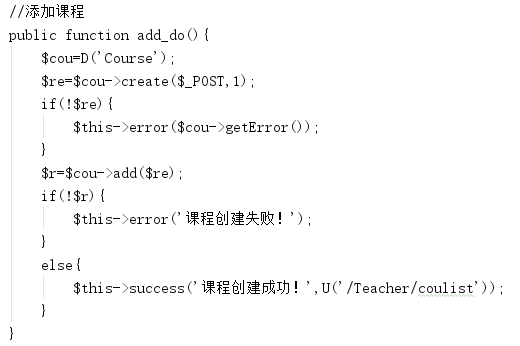 //添加课程
public function add_do(){
$cou=D('Course');
$re=$cou->create($_POST,1);
if(!$re){
$this->error($cou->getError());
}
$r=$cou->add($re);
if(!$r){
$this->error('课程创建失败！');
}
else{
$this->success('课程创建成功！',U('/Teacher/coulist'));
}
}